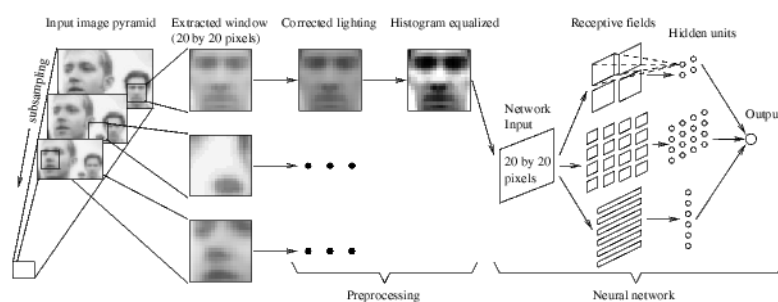 Input image pyramid
Extracted window
(20 by 20 pixels)
Corrected lighting
Histogram equalized
Receptive fields
Hidden units
subsampling
Network
Input
Output
20 by 20
pixels
Preprocessing
Neural network